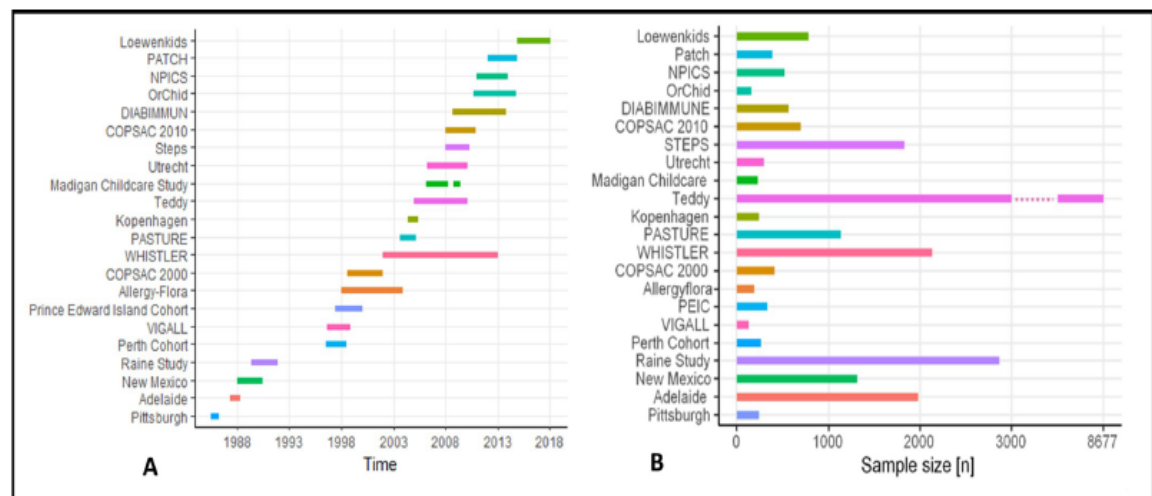 Loewenkids
PATCH
NPICS
OrChid
DIABIMMUN
COPSAC 2010
Steps
Utrecht
Madigan Childcare Study
Teddy
Kopenhagen
PASTURE
WHISTLER
COPSAC 2000
Allergy-Flora
Prince Edward Island Cohort
VIGALL
Perth Cohort
Raine Study
New Mexico
Adelaide
Pittsburgh
1988 1993 1998 2003 2008 2013 2018
A Time
Loewenkids
Patch
NPICS
OrChid
DIABIMMUNE
COPSAC 2010
STEPS
Utrecht
Madigan Childcare
Teddy
Kopenhagen
PASTURE
WHISTLER
COPSAC 2000
Allergyflora
PEIC
VIGALL
Perth Cohort
Raine Study
New Mexico
Adelaide
Pittsburgh
0 1000 2000 3000 8677
B Sample size [n]